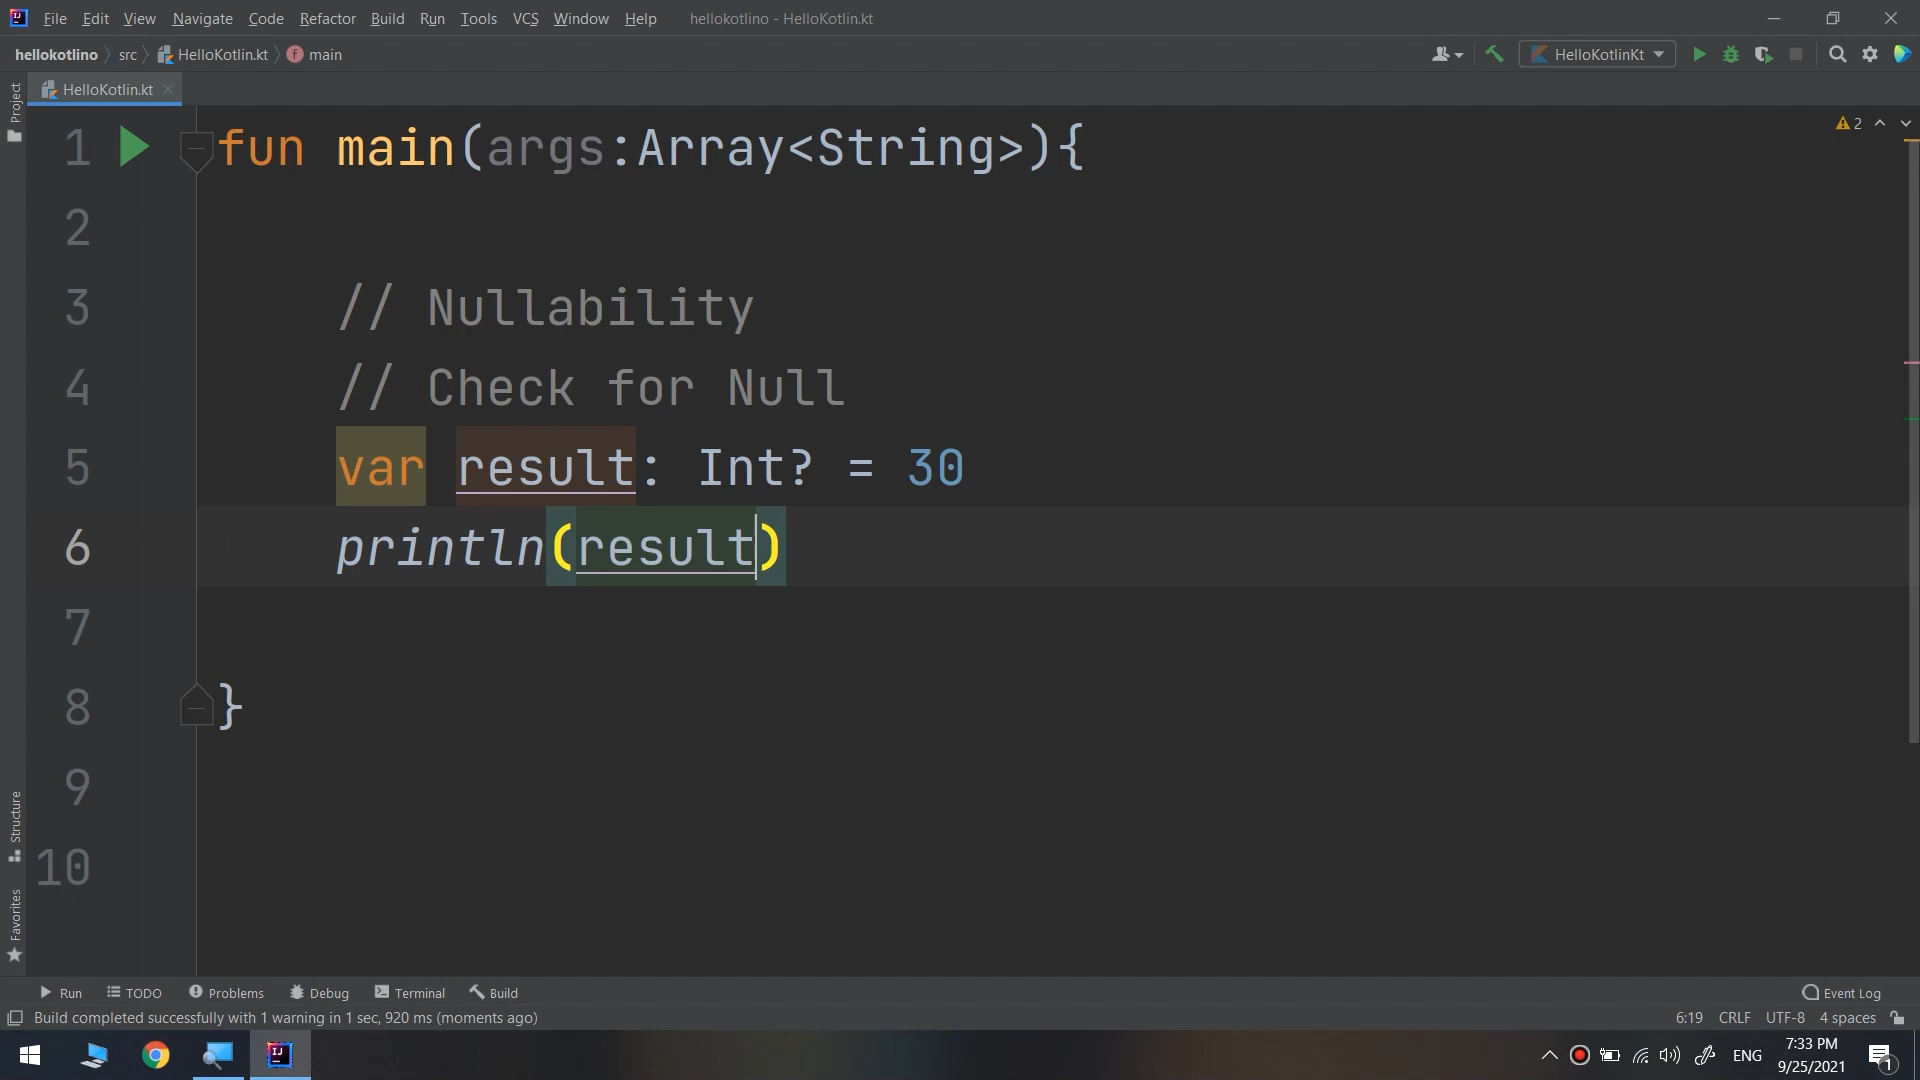 File Edit View Navigate Code Refactor Build Run Tools VCS Window Help hellokotlino - HelloKotlin.kt
hellokotlino src HelloKotlin.kt main HelloKotlinKt
Project
HelloKotlin.kt
2
1 fun main(args:Array<String>){
2
3 // Nullability
4 // Check for Null
5 var result: Int? = 30
6 println(result)
7
8 }
9
10
Structure
Favorites
Run TODO Problems Debug Terminal Build Event Log
Build completed successfully with 1 warning in 1 sec, 920 ms (moments ago) 6:19 CRLF UTF-8 4 spaces
ENG 7:33 PM
9/25/2021
1